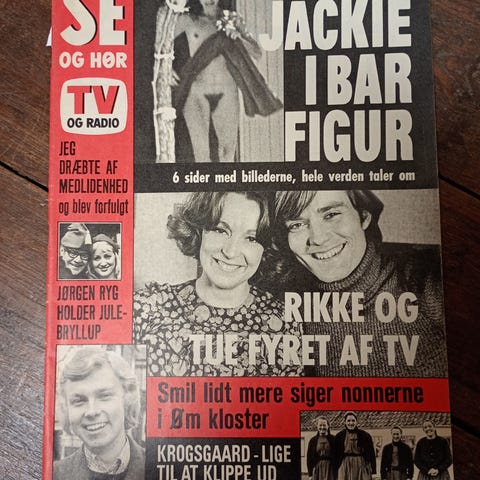 SE
OG HØR
TV
OG RADIO
JEG
DRÆBTE AF
MEDLIDENHED
og blev forfulgt
JØRGEN RYG
HOLDER JULE-
BRYLLUP
JACKIE
I BAR
FIGUR
6 sider med billederne, hele verden taler om
RIKKE OG
TUE FYRET AF TV
Smil lidt mere siger nonnerne
i Øm kloster
KROGSGAARD - LIGE
TIL AT KLIPPE UD